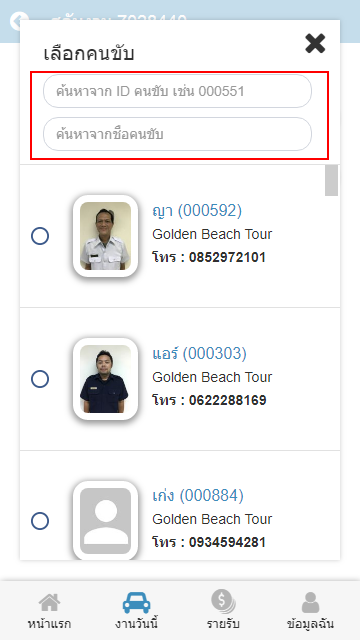 เลือกคนขับ
ค้นหาจาก ID คนขับ เช่น 000551
ค้นหาจากชื่อคนขับ
ญา (000592)
Golden Beach Tour
โทร : 0852972101
แอร์ (000303)
Golden Beach Tour
โทร : 0622288169
เก่ง (000884)
Golden Beach Tour
โทร : 0934594281
หน้าแรก
งานวันนี้
รายรับ
ข้อมูลฉัน